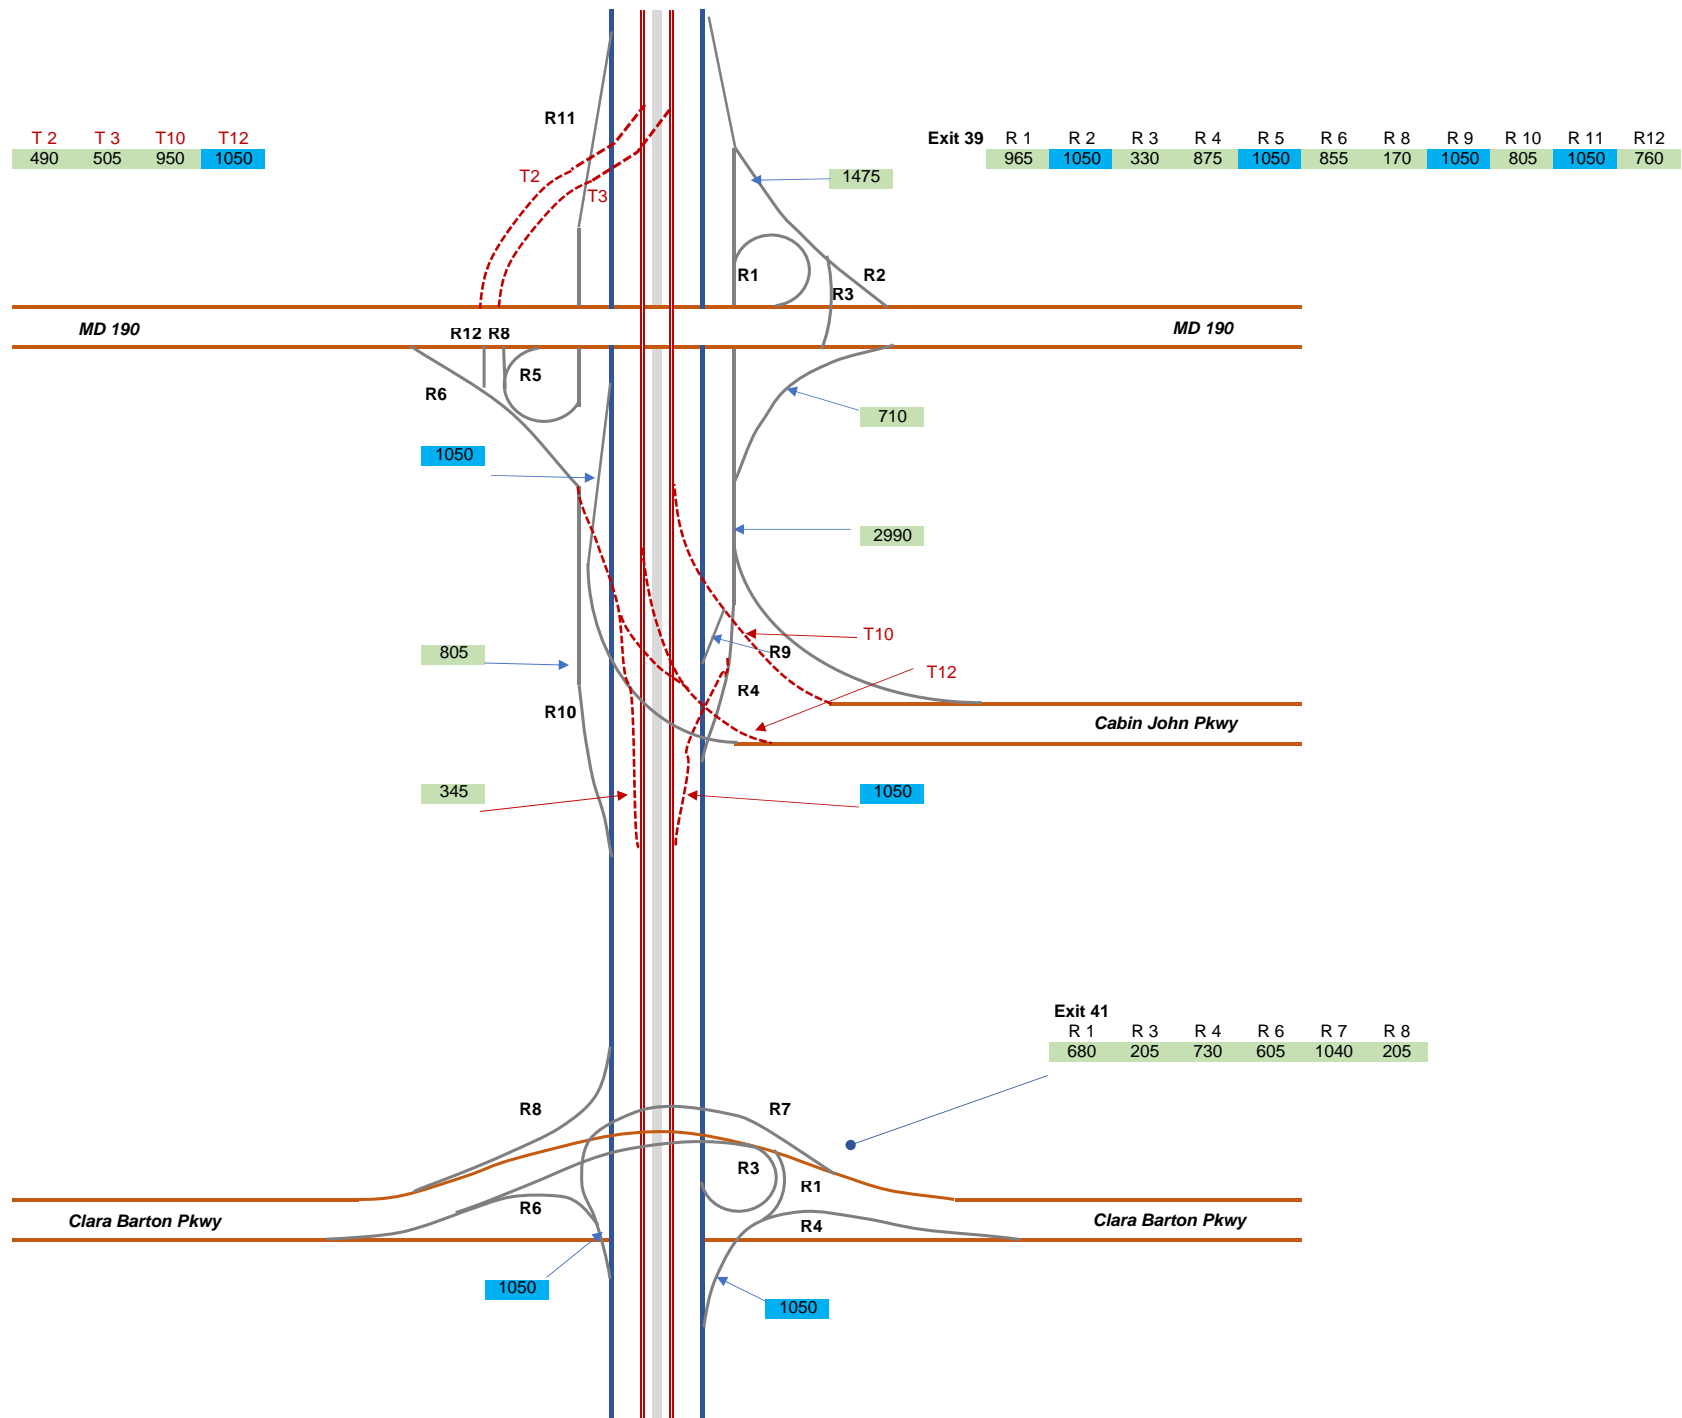 R11
T 2 T 3 T10 T12
490 505 950 1050
Exit 39 R 1 R 2 R 3 R 4 R 5 R 6 R 8 R 9 R 10 R 11 R12
965 1050 330 875 1050 855 170 1050 805 1050 760
T2
1475
T3
R1
R2
R3
MD 190
R12 R8
MD 190
R5
R6
710
1050
2990
T10
805
R9
T12
R4
R10
Cabin John Pkwy
345
1050
Exit 41
R 1 R 3 R 4 R 6 R 7 R 8
680 205 730 605 1040 205
R8
R7
R3
R1
R6
Clara Barton Pkwy
R4
Clara Barton Pkwy
1050
1050